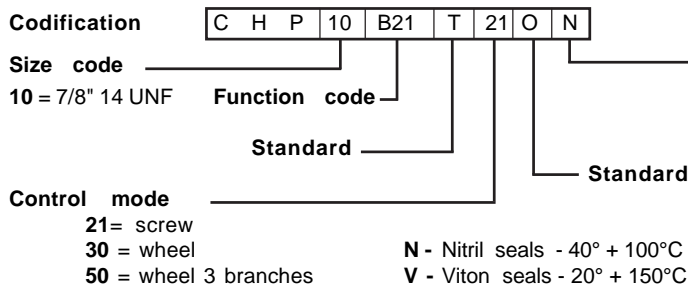 Codification C H P 10 B21 T 21 O N
Size code
10 = 7/8" 14 UNF Function code
Standard
Standard
Control mode
21= screw
30 = wheel N - Nitril seals - 40° + 100°C
50 = wheel 3 branches V - Viton seals - 20° + 150°C